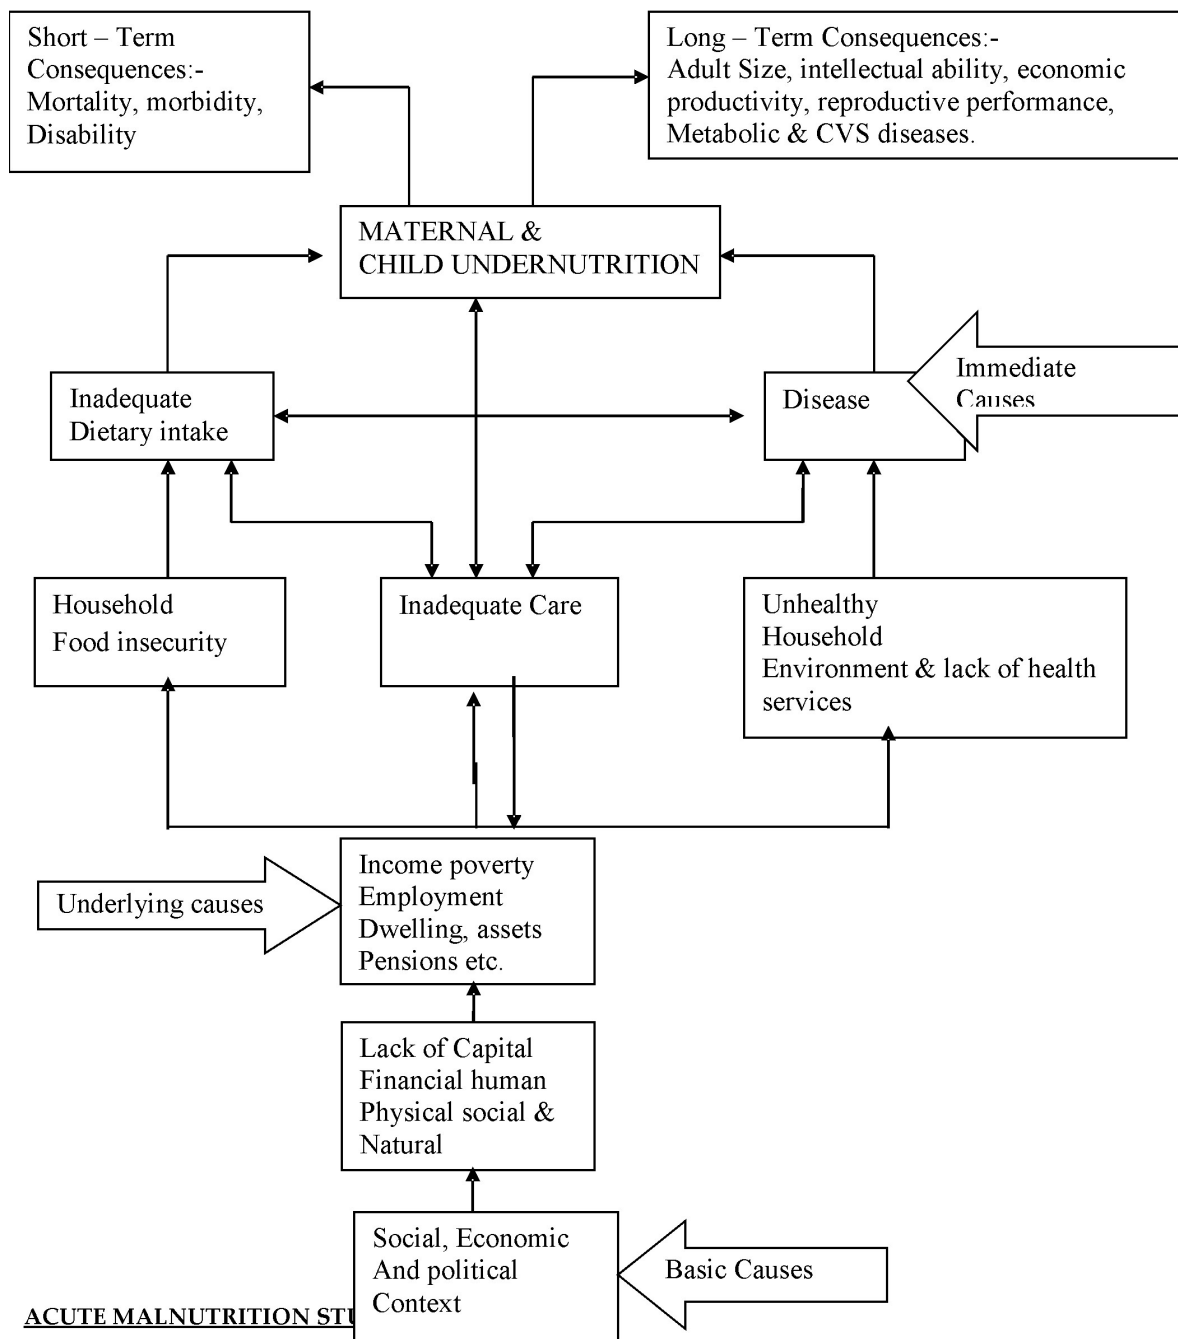 Short – Term
Consequences:-
Mortality, morbidity,
Disability
Long – Term Consequences:-
Adult Size, intellectual ability, economic
productivity, reproductive performance,
Metabolic & CVS diseases.
MATERNAL &
CHILD UNDERNUTRITION
Inadequate
Dietary intake
Disease
Immediate
Causes
Household
Food insecurity
Inadequate Care
Unhealthy
Household
Environment & lack of health
services
Underlying causes
Income poverty
Employment
Dwelling, assets
Pensions etc.
Lack of Capital
Financial human
Physical social &
Natural
Social, Economic
And political
Context
Basic Causes
ACUTE MALNUTRITION